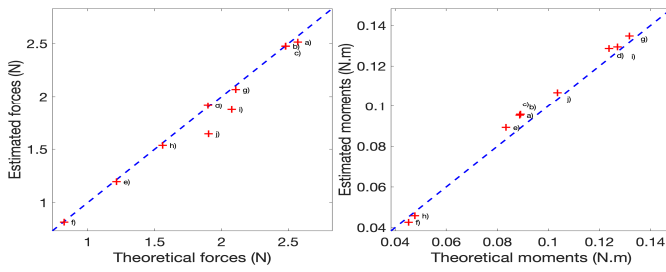 Estimated forces (N)
2.5
2
1.5
1
a)
b)
c)
g)
d)
i)
j)
h)
e)
f)
1
1.5
2
2.5
Theoretical forces (N)
Estimated moments (N.m)
0.14
0.12
0.1
0.08
0.06
0.04
g)
d)
i)
j)
c)
b)
a)
e)
h)
f)
0.04
0.06
0.08
0.1
0.12
0.14
Theoretical moments (N.m)